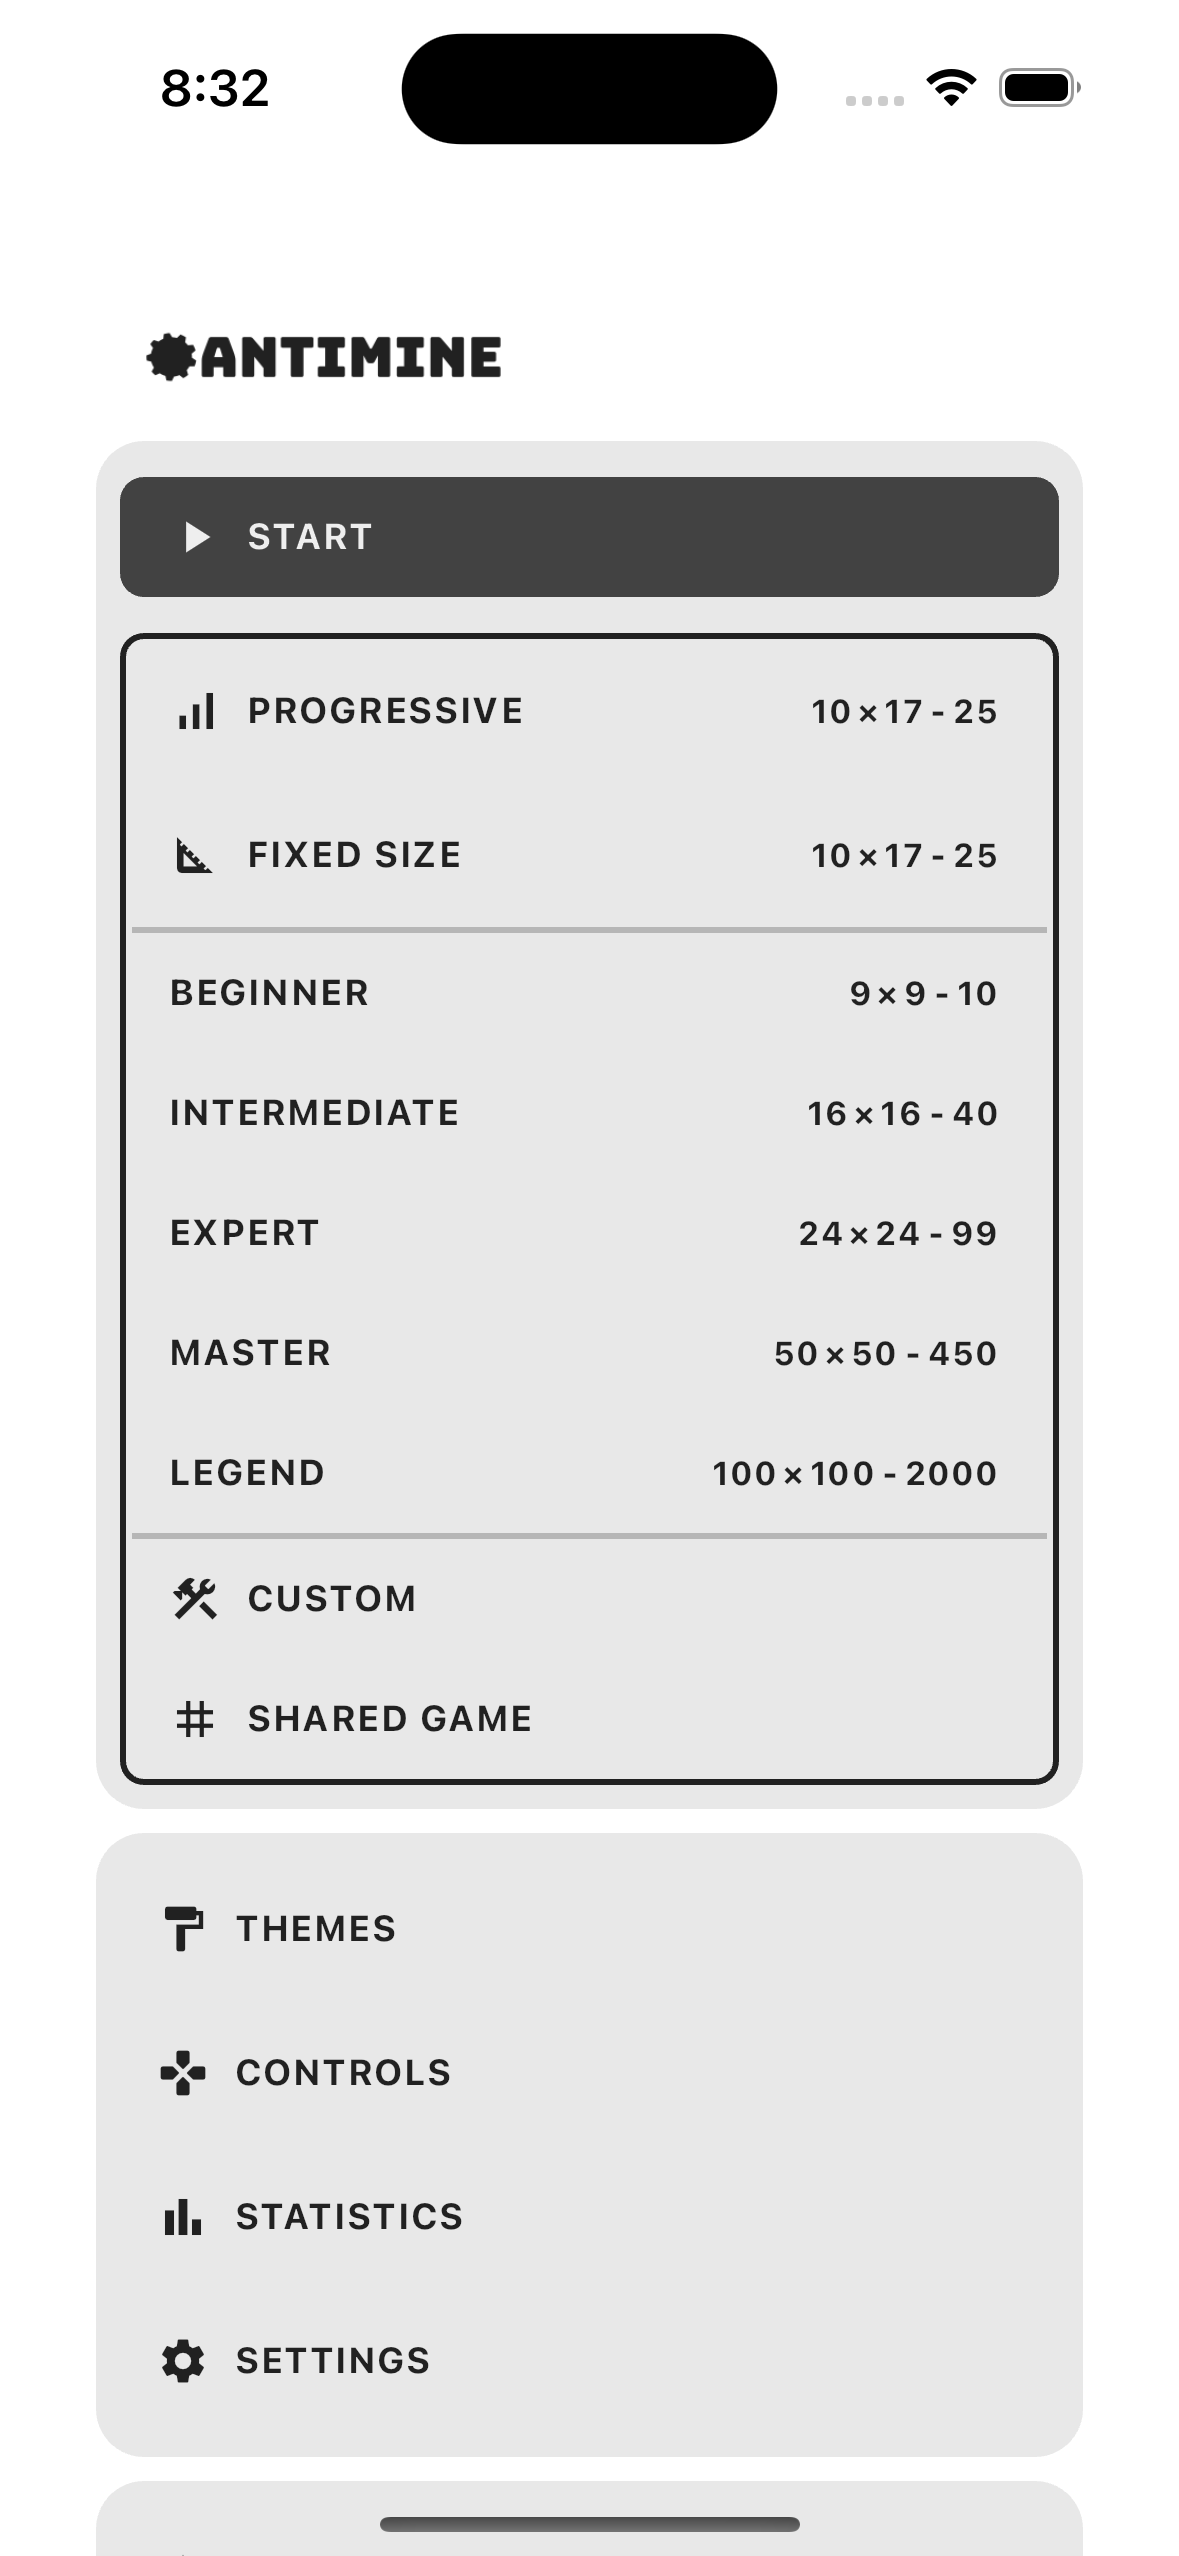 8:32
ANTIMINE
START
PROGRESSIVE 10×17 - 25
FIXED SIZE 10×17 - 25
BEGINNER 9×9 - 10
INTERMEDIATE 16×16 - 40
EXPERT 24×24 - 99
MASTER 50×50 - 450
LEGEND 100×100 - 2000
CUSTOM
SHARED GAME
THEMES
CONTROLS
STATISTICS
SETTINGS